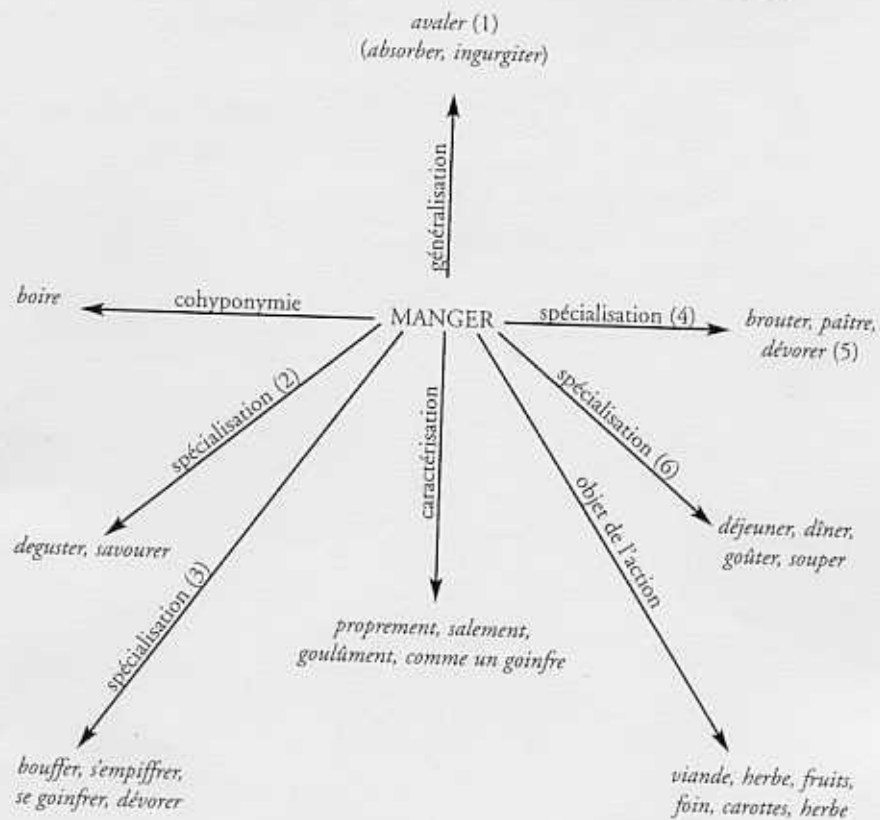 avaler (1)
(absorber, ingurgiter)
généralisation
boire
cohyponymie
MANGER
spécialisation (4)
brouter, paître,
dévorer (5)
spécialisation (2)
caractérisation
spécialisation (6)
objet de l'action
deguster, savourer
spécialisation (3)
déjeuner, dîner,
goûter, souper
proprement, salement,
goulûment, comme un goinfre
bouffer, s'empiffrer,
se goinfrer, dévorer
viande, herbe, fruits,
foin, carottes, herbe